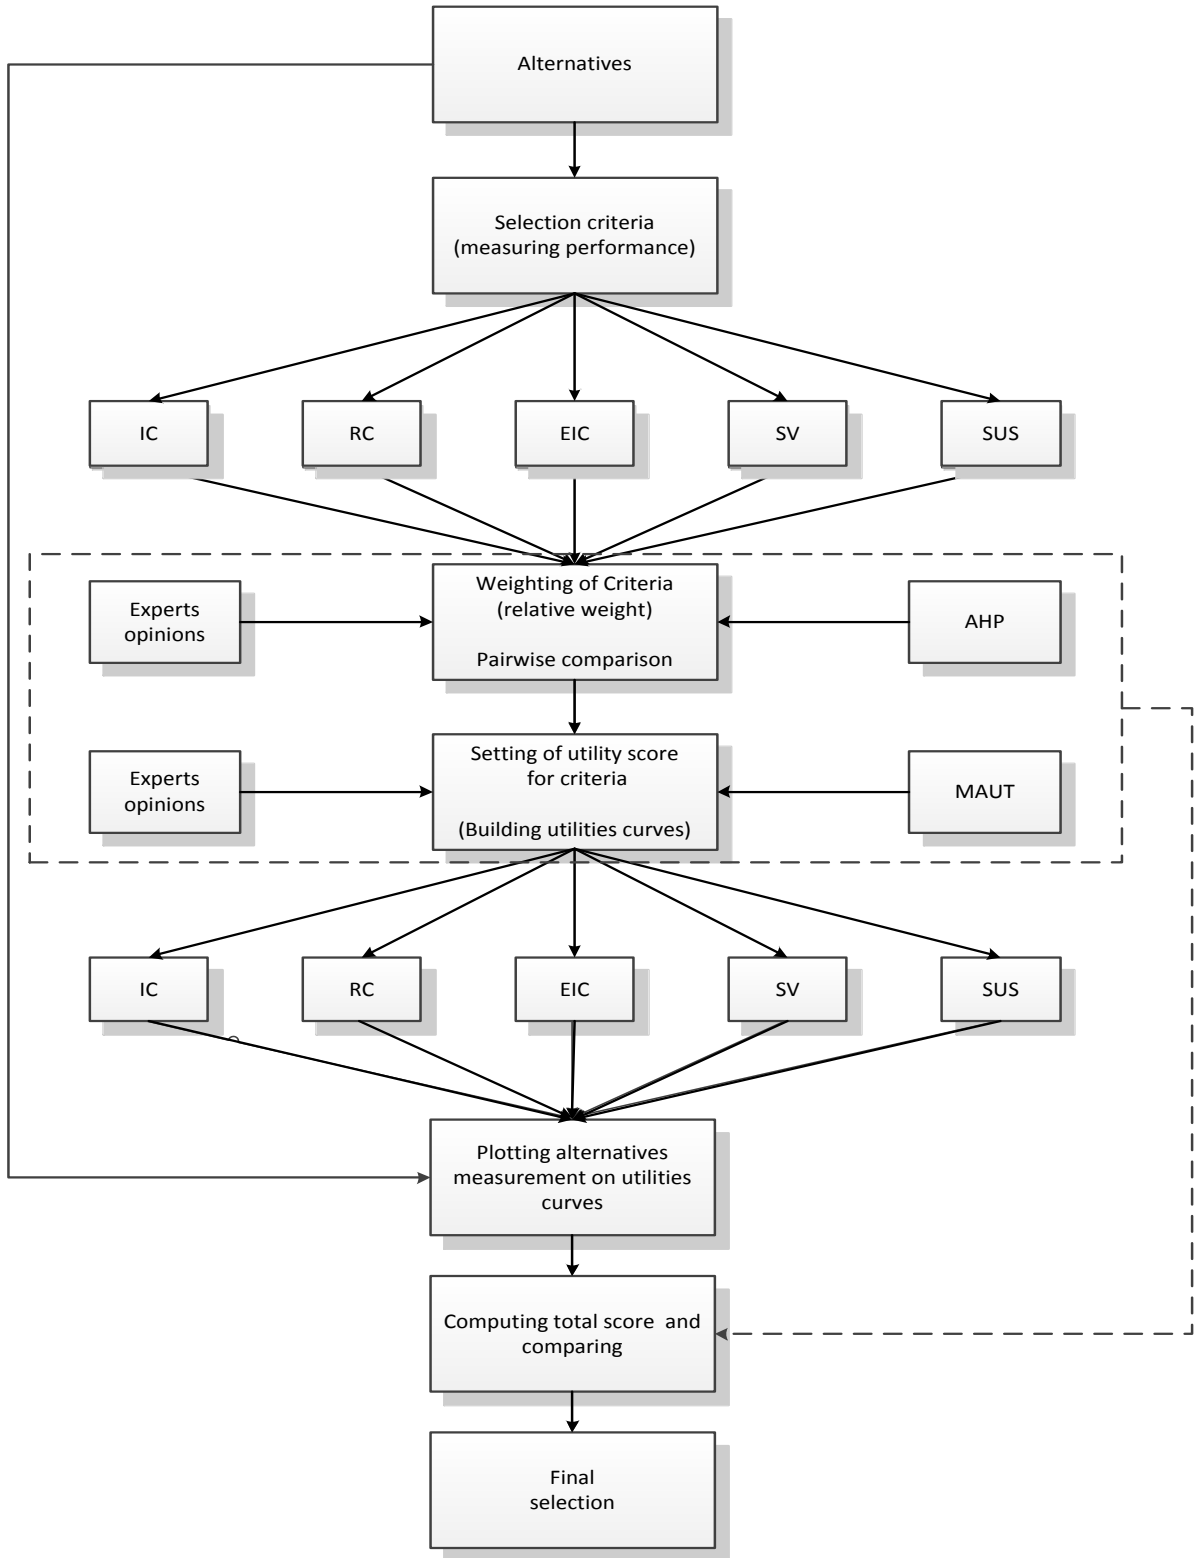 Alternatives
Selection criteria
(measuring performance)
IC
RC
EIC
SV
SUS
Experts
opinions
Weighting of Criteria
(relative weight)
Pairwise comparison
AHP
Experts
opinions
Setting of utility score
for criteria
(Building utilities curves)
MAUT
IC
RC
EIC
SV
SUS
Plotting alternatives
measurement on utilities
curves
Computing total score and
comparing
Final
selection